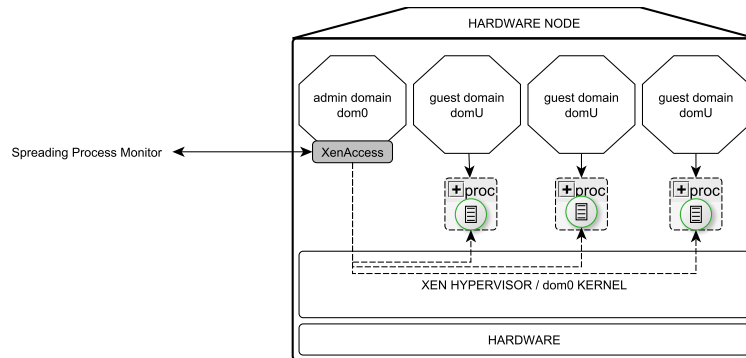 HARDWARE NODE
admin domain
dom0
guest domain
domU
guest domain
domU
guest domain
domU
XenAccess
Spreading Process Monitor
+proc
+proc
+proc
XEN HYPERVISOR / dom0 KERNEL
HARDWARE